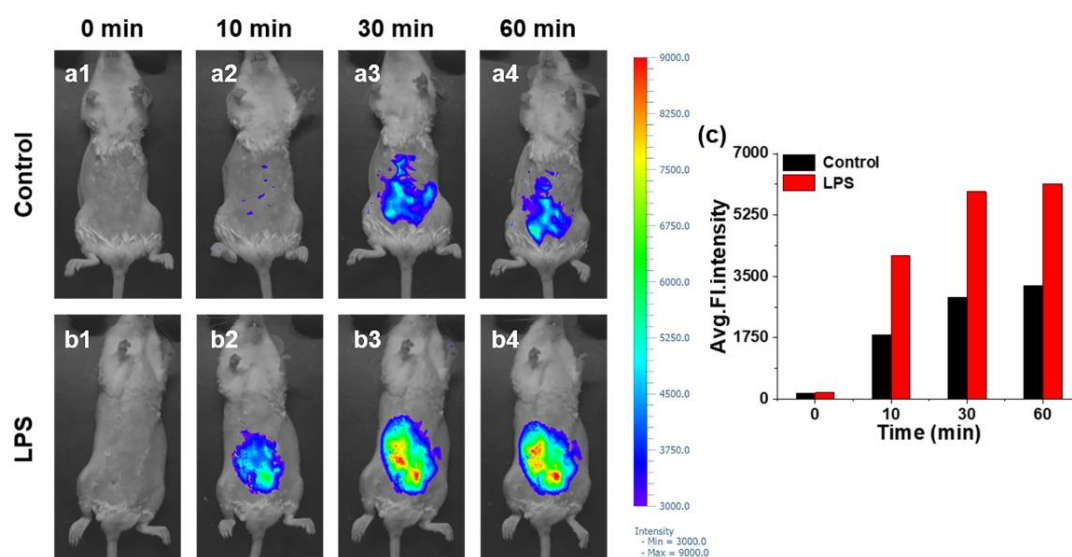 0 min 10 min 30 min 60 min
Control
a1 a2 a3 a4
LPS
b1 b2 b3 b4
9000.0
8250.0
7500.0
6750.0
6000.0
5250.0
4500.0
3750.0
3000.0
Intensity
- Min = 3000.0
- Max = 9000.0
(c)
Control
LPS
Avg.Fl.intensity
7000
5250
3500
1750
0
0 10 30 60
Time (min)